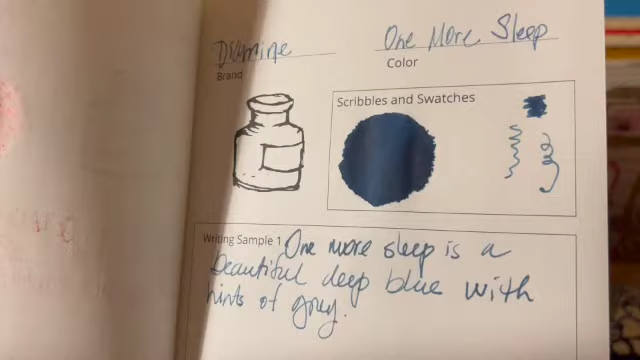 Diamine One More Sleep
Brand Color
Scribbles and Swatches
Writing Sample 1 One more sleep is a
beautiful deep blue with
hints of grey.